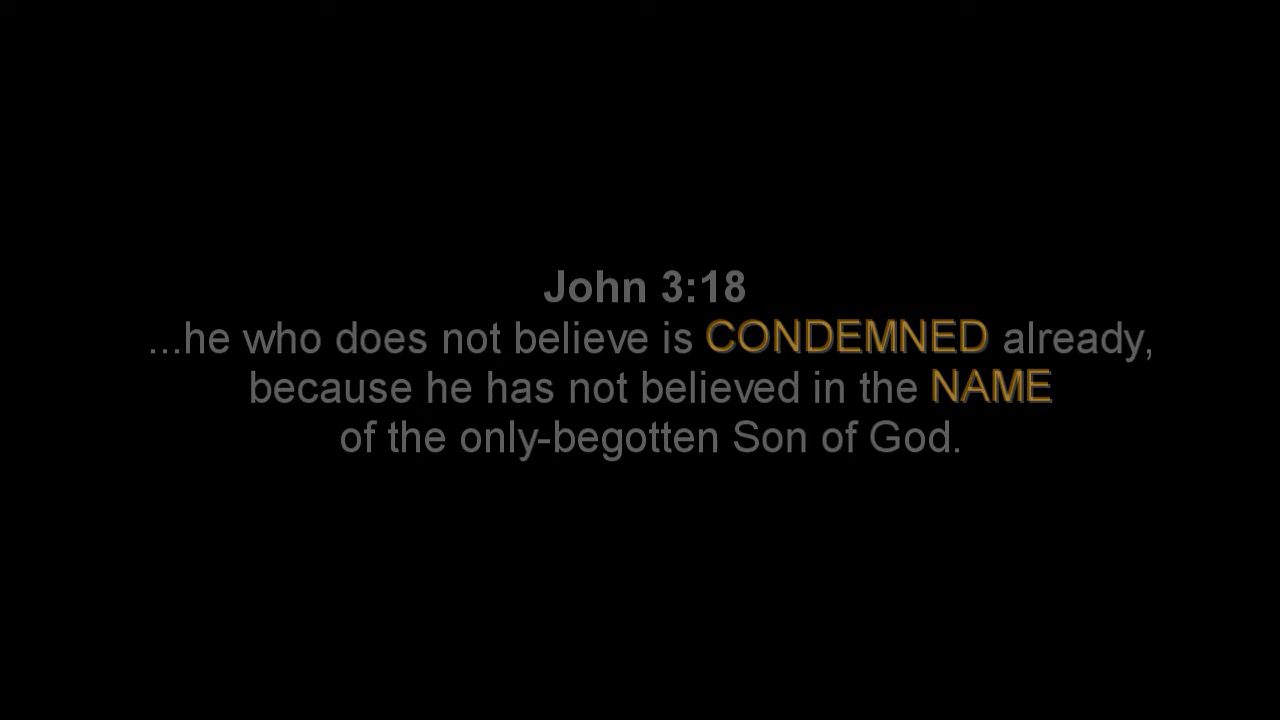 John 3:18
...he who does not believe is CONDEMNED already,
because he has not believed in the NAME
of the only-begotten Son of God.